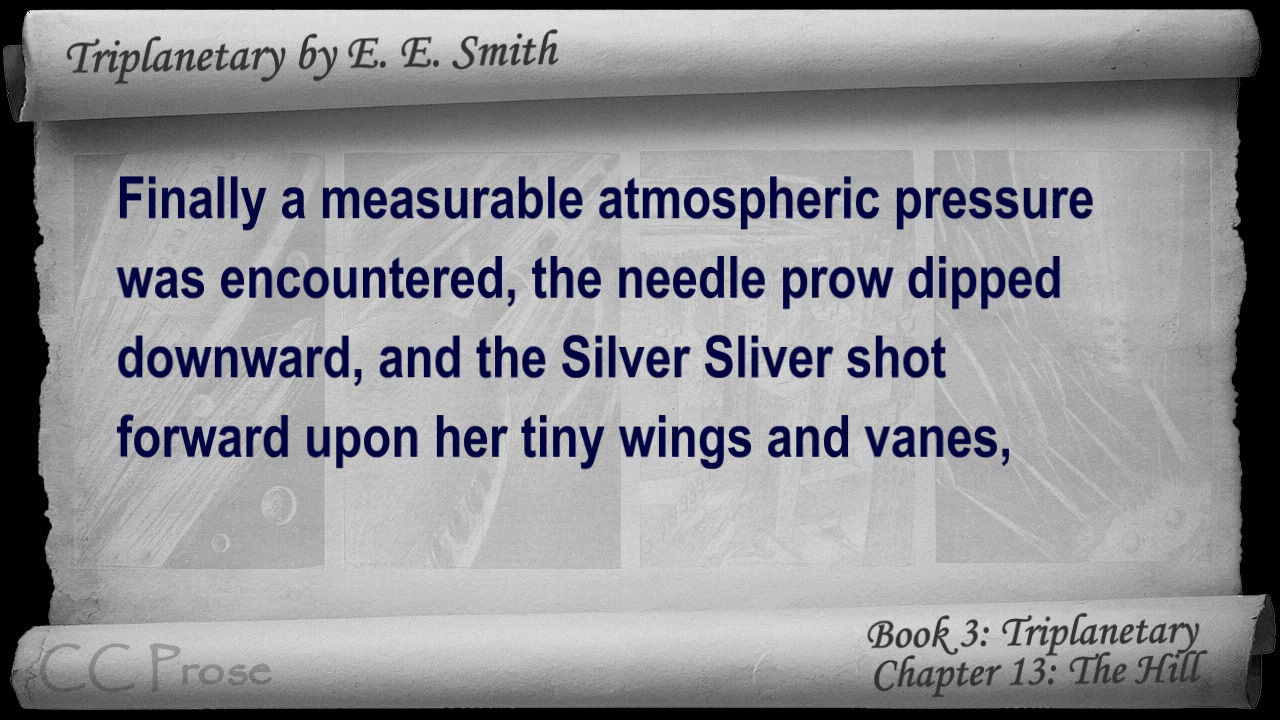 Triplanetary by E. E. Smith
Finally a measurable atmospheric pressure
was encountered, the needle prow dipped
downward, and the Silver Sliver shot
forward upon her tiny wings and vanes,
Book 3: Triplanetary
Chapter 13: The Hill
CC Prose